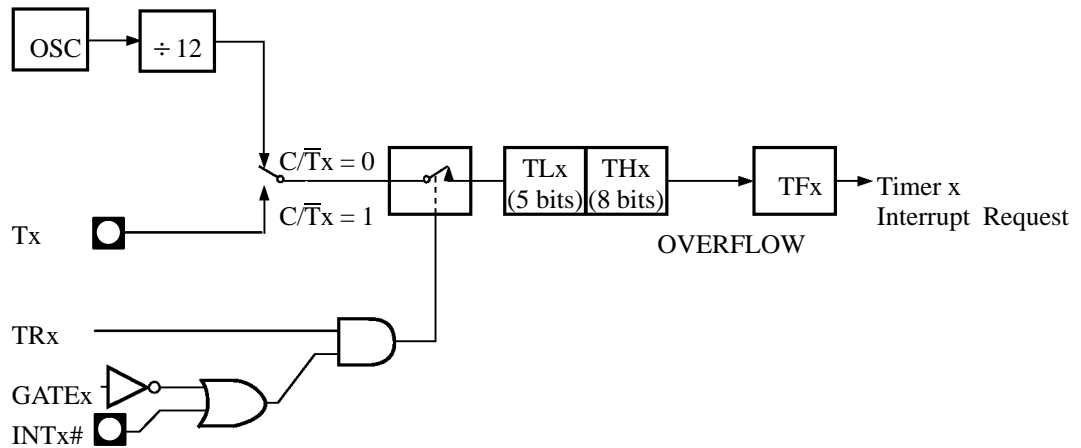 OSC
÷ 12
C/T̅x = 0
TLx
(5 bits)
THx
(8 bits)
TFx
Timer x
Interrupt Request
C/T̅x = 1
Tx
OVERFLOW
TRx
GATEx
INTx#